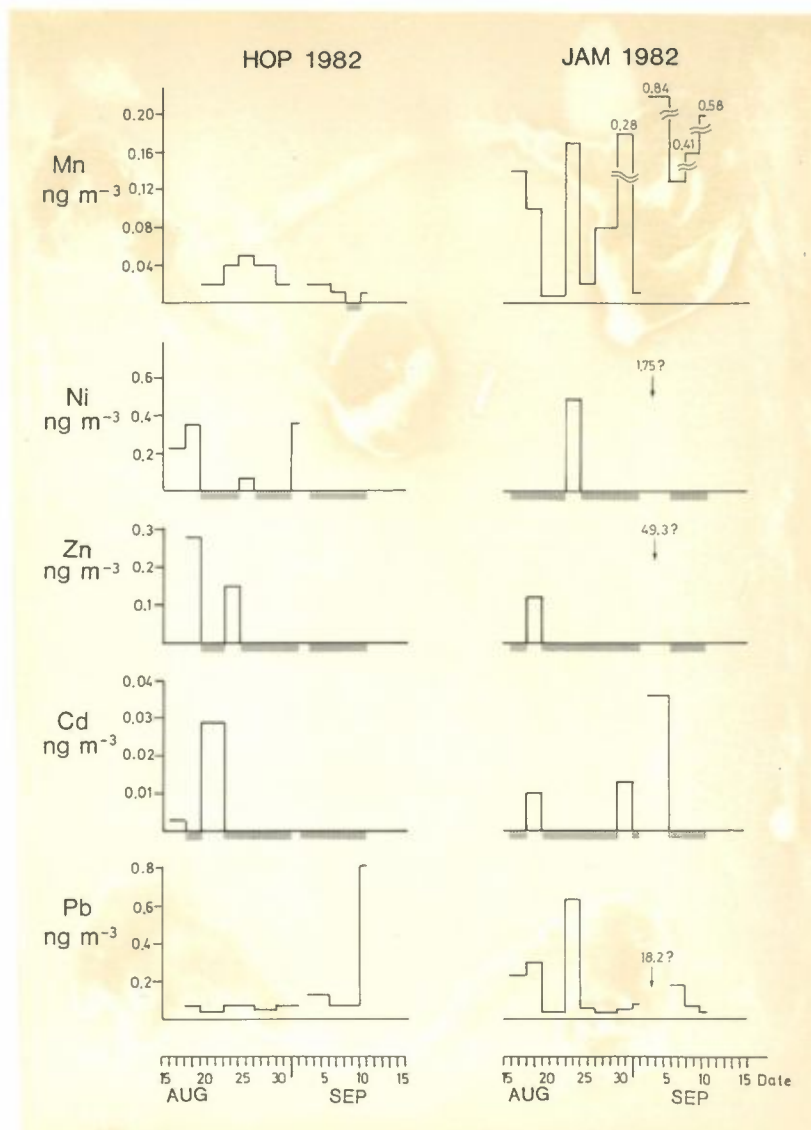 HOP 1982
JAM 1982
Mn
ng m⁻³
0.20
0.16
0.12
0.08
0.04
0.84
0.28
0.41
0.58
Ni
ng m⁻³
0.6
0.4
0.2
1.75?
Zn
ng m⁻³
0.3
0.2
0.1
49.3?
Cd
ng m⁻³
0.04
0.03
0.02
0.01
Pb
ng m⁻³
0.8
0.6
0.4
0.2
18.2?
15 20 25 30 5 10 15
AUG SEP
15 20 25 30 5 10 15 Date
AUG SEP